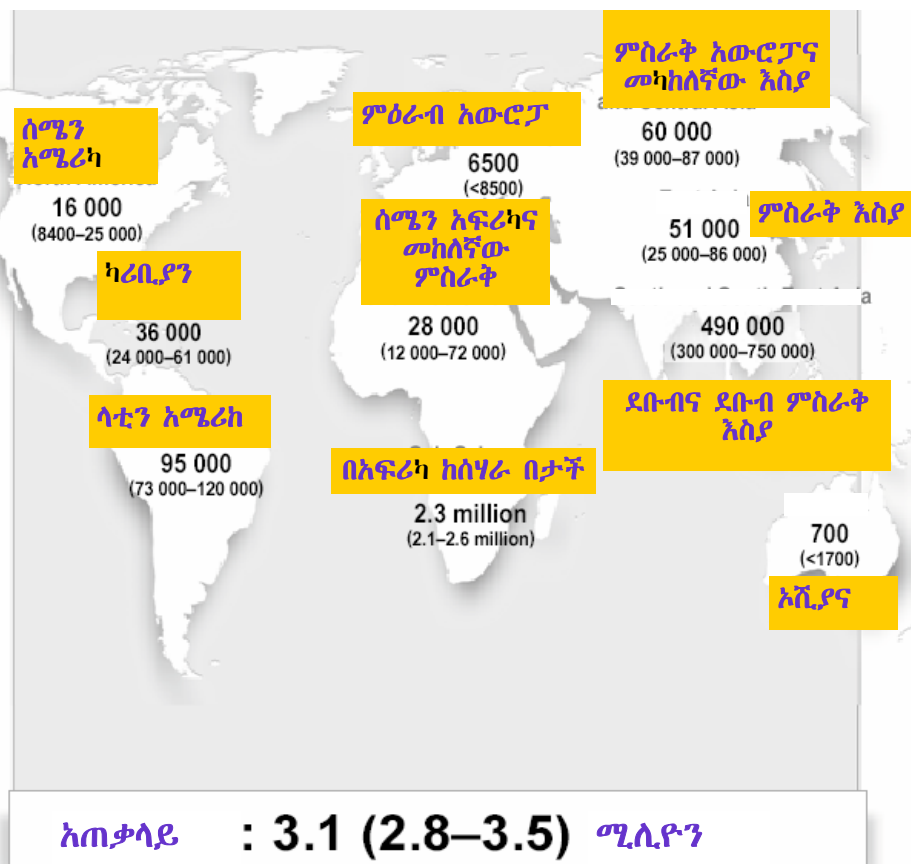 ምስራቅ አውሮፓና
መካከለኛው እስያ
60 000
(39 000–87 000)
ምዕራብ አውሮፓ
6500
(<8500)
ሰሜን
አሜሪካ
16 000
(8400–25 000)
ምስራቅ እስያ
51 000
(25 000–86 000)
ሰሜን አፍሪካና
መከለኛው
ምስራቅ
28 000
(12 000–72 000)
ካሪቢያን
36 000
(24 000–61 000)
490 000
(300 000–750 000)
ደቡብና ደቡብ ምስራቅ
እስያ
ላቲን አሜሪከ
95 000
(73 000–120 000)
በአፍሪካ ከሰሃራ በታች
2.3 million
(2.1–2.6 million)
700
(<1700)
ኦሺያና
አጠቃላይ : 3.1 (2.8–3.5) ሚሊዮን